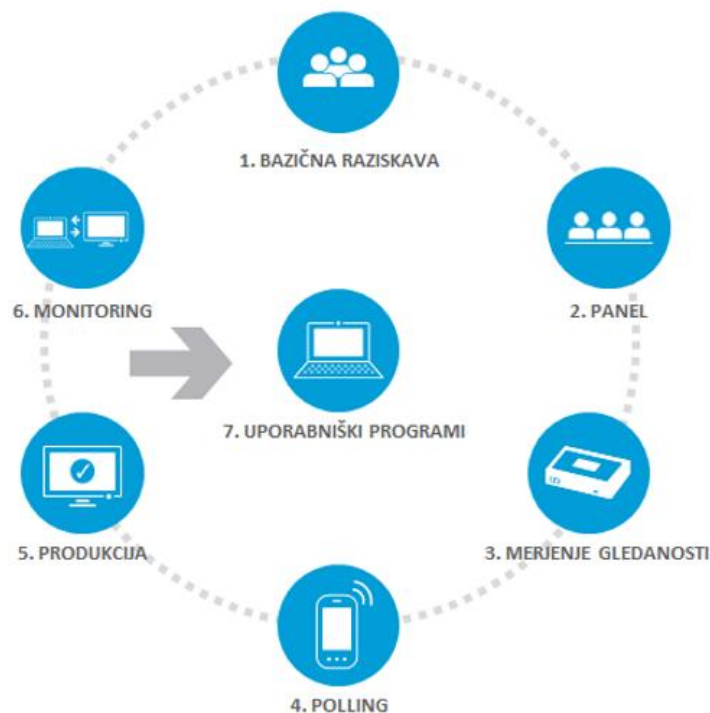 1. BAZIČNA RAZISKAVA
2. PANEL
3. MERJENJE GLEDANOSTI
4. POLLING
5. PRODUKCIJA
6. MONITORING
7. UPORABNIŠKI PROGRAMI